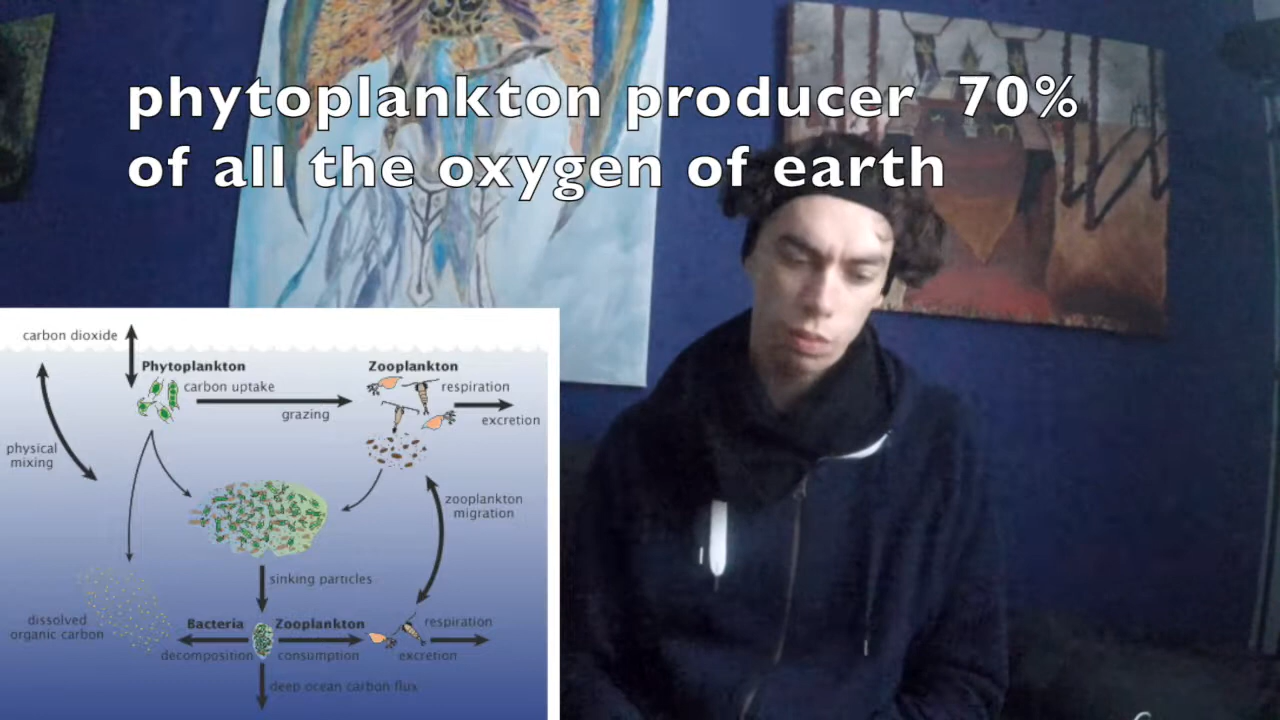 phytoplankton producer 70%
of all the oxygen of earth
carbon dioxide
Phytoplankton
Zooplankton
carbon uptake
respiration
grazing
excretion
physical
mixing
zooplankton
migration
sinking particles
dissolved
organic carbon
Bacteria
Zooplankton
respiration
decomposition
consumption
excretion
deep ocean carbon flux